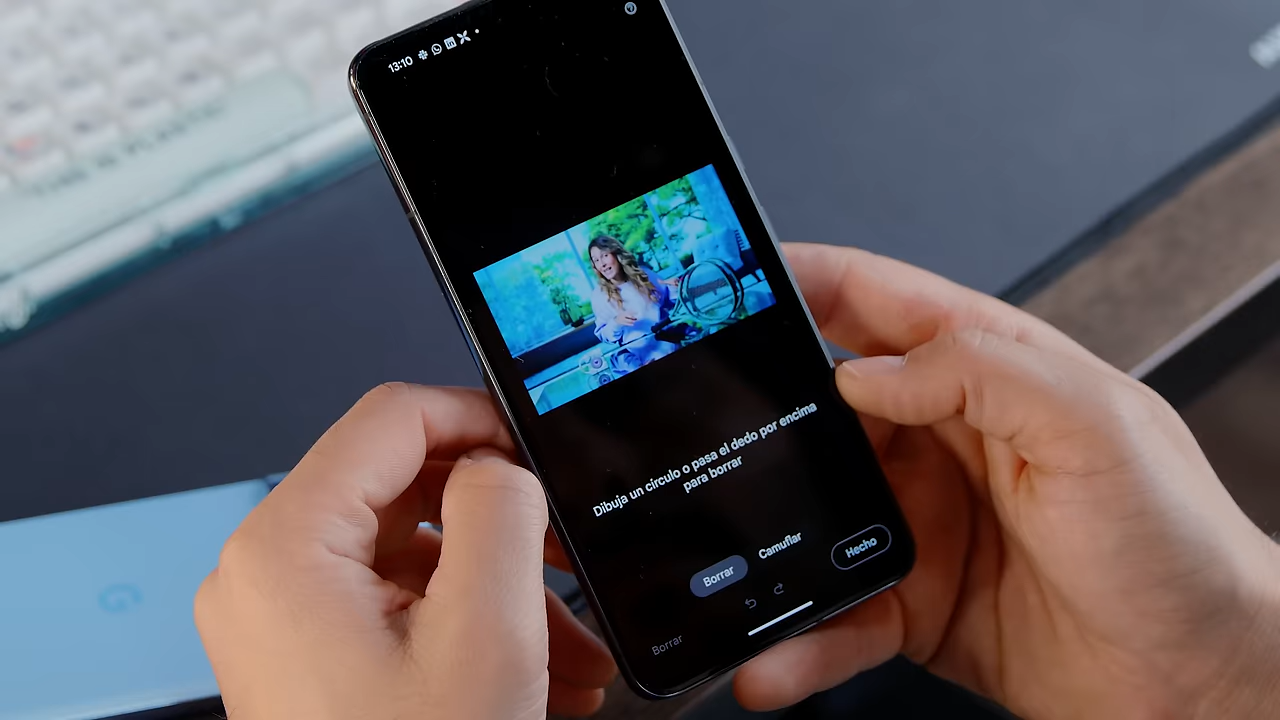 13:10
Dibuja un círculo o pasa el dedo por encima
para borrar
Borrar
Camuflar
Hecho
Borrar
G